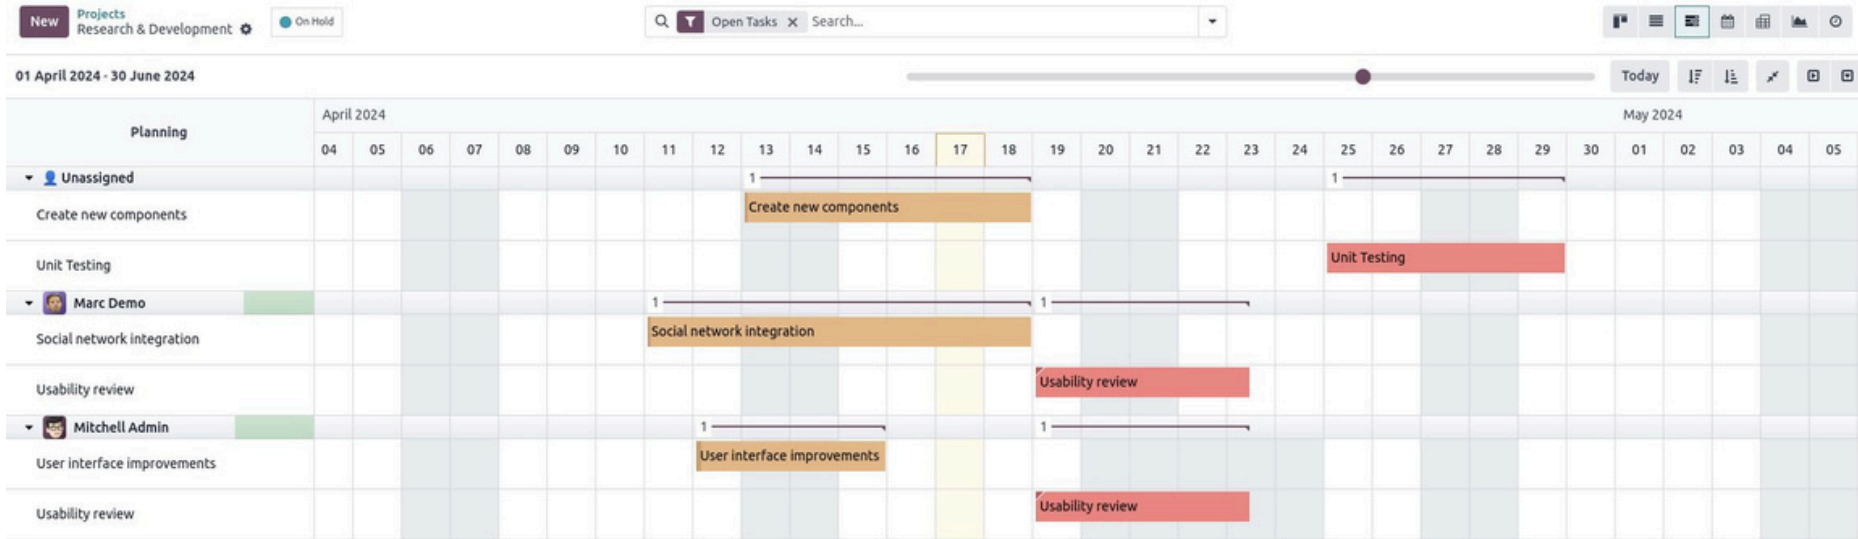 New
Projects
Research & Development
On Hold
Open Tasks
Search...
01 April 2024 - 30 June 2024
Today
Planning
April 2024
May 2024
04 05 06 07 08 09 10 11 12 13 14 15 16 17 18 19 20 21 22 23 24 25 26 27 28 29 30 01 02 03 04 05
Unassigned
1
1
Create new components
Create new components
Unit Testing
Unit Testing
Marc Demo
1
1
Social network integration
Social network integration
Usability review
Usability review
Mitchell Admin
1
1
User interface improvements
User interface improvements
Usability review
Usability review